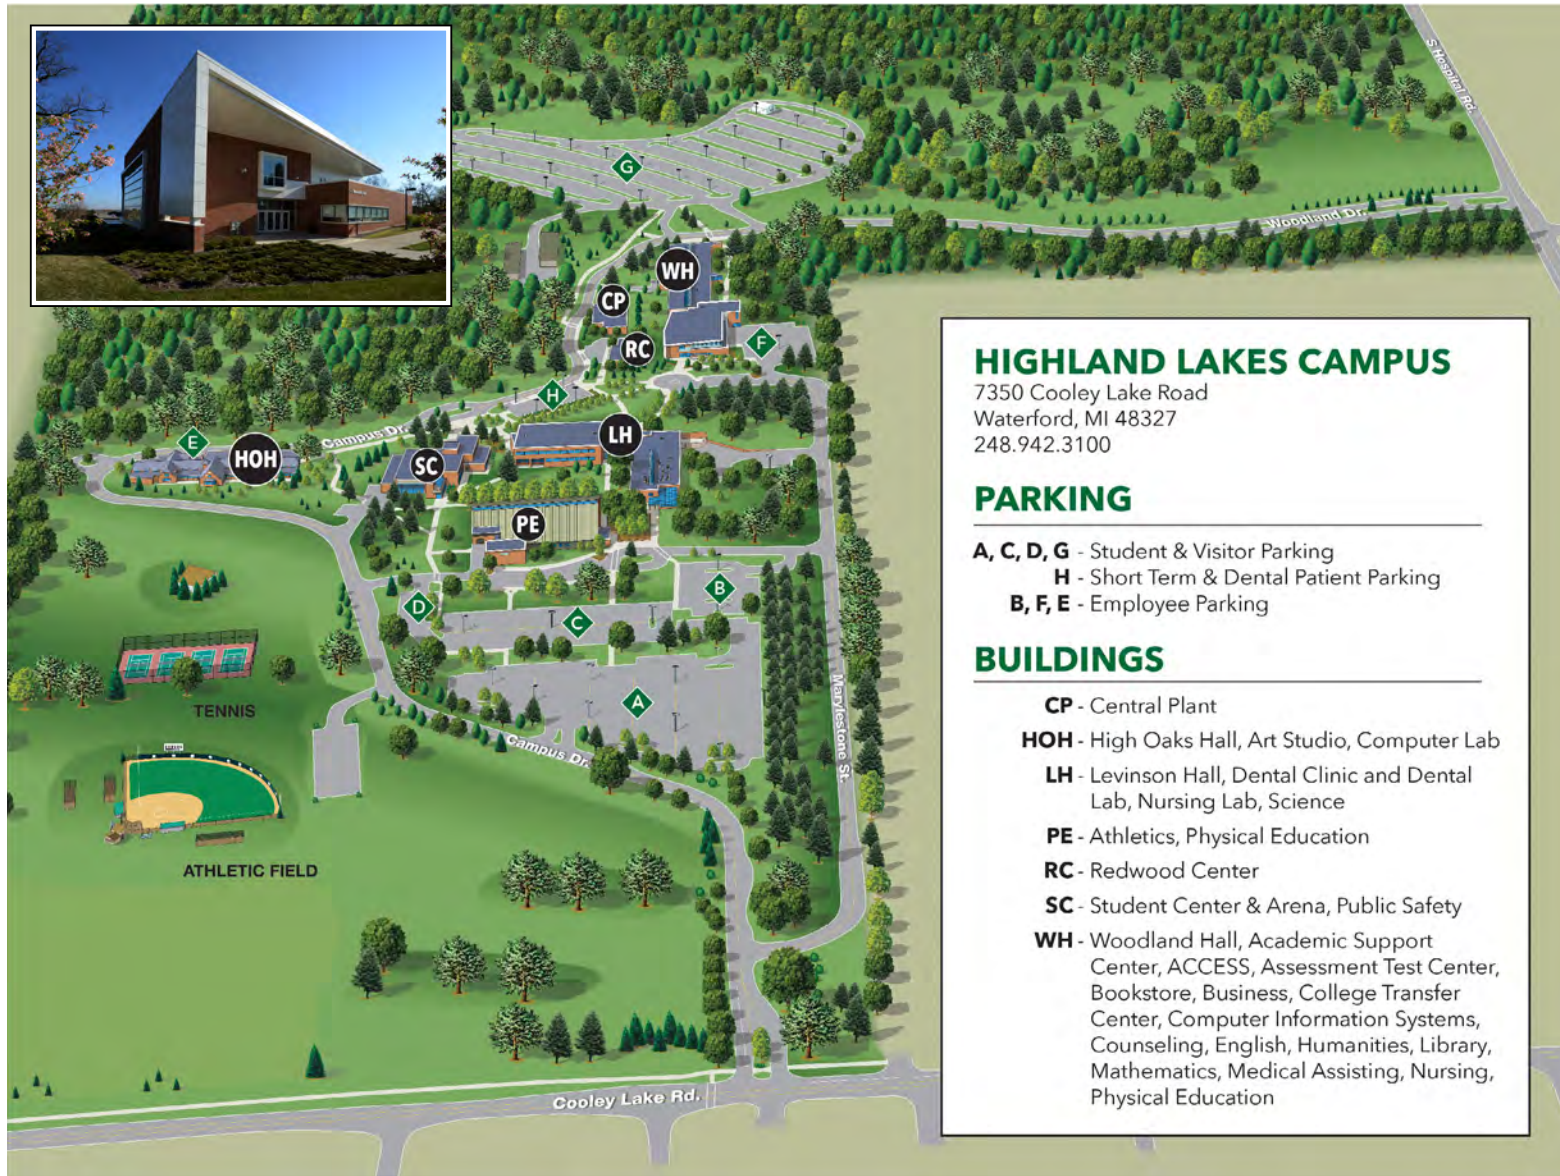 S Hospital Rd.
G
Woodland Dr.
WH
CP
RC
F
H
Campus Dr.
LH
E
HOH
SC
PE
B
D
C
A
Marylestone St.
TENNIS
Campus Dr.
ATHLETIC FIELD
Cooley Lake Rd.
HIGHLAND LAKES CAMPUS
7350 Cooley Lake Road
Waterford, MI 48327
248.942.3100
PARKING
A, C, D, G - Student & Visitor Parking
H - Short Term & Dental Patient Parking
B, F, E - Employee Parking
BUILDINGS
CP - Central Plant
HOH - High Oaks Hall, Art Studio, Computer Lab
LH - Levinson Hall, Dental Clinic and Dental
Lab, Nursing Lab, Science
PE - Athletics, Physical Education
RC - Redwood Center
SC - Student Center & Arena, Public Safety
WH - Woodland Hall, Academic Support
Center, ACCESS, Assessment Test Center,
Bookstore, Business, College Transfer
Center, Computer Information Systems,
Counseling, English, Humanities, Library,
Mathematics, Medical Assisting, Nursing,
Physical Education